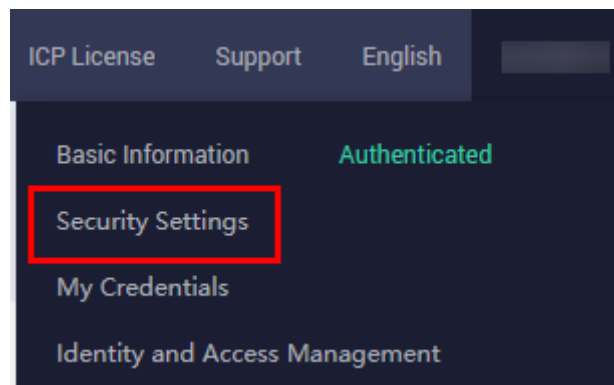 ICP License Support English
Basic Information Authenticated
Security Settings
My Credentials
Identity and Access Management